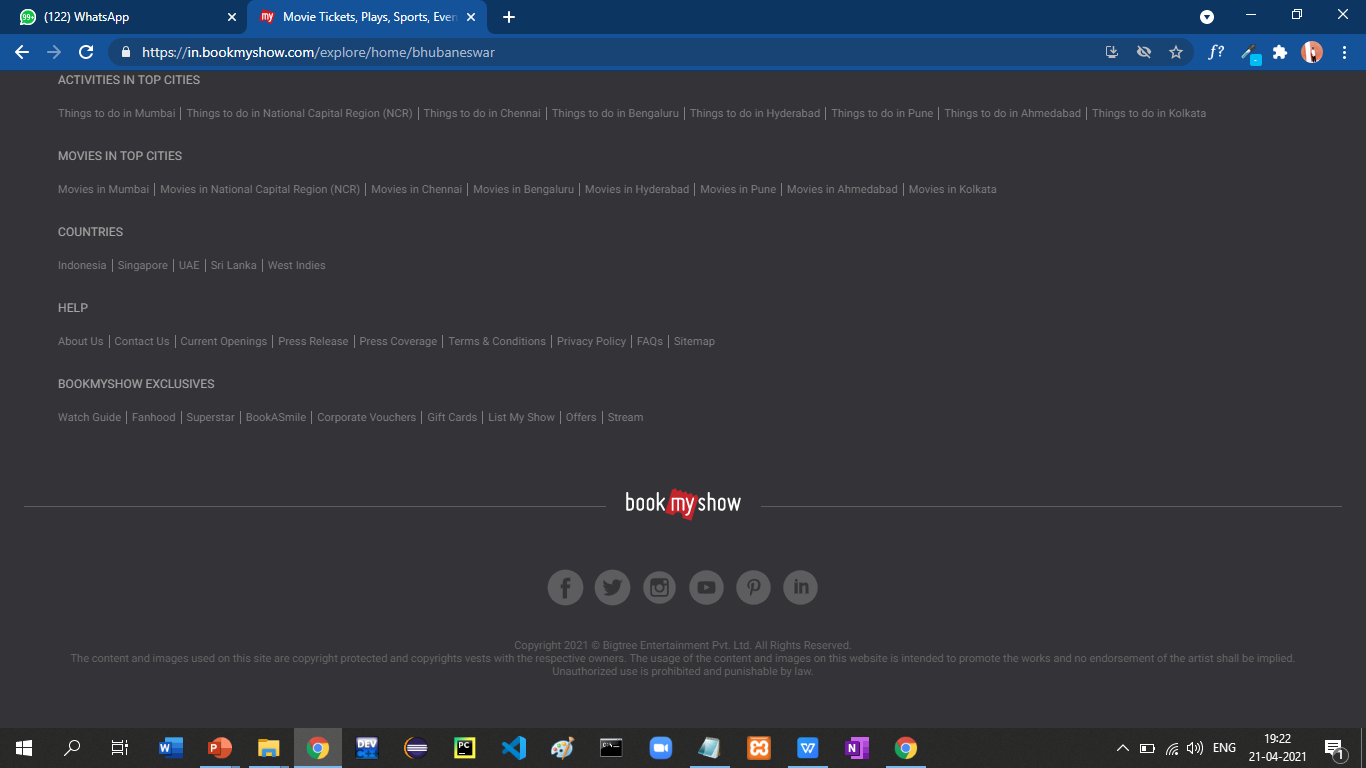 (122) WhatsApp
my Movie Tickets, Plays, Sports, Even
https://in.bookmyshow.com/explore/home/bhubaneswar
f?
ACTIVITIES IN TOP CITIES
Things to do in Mumbai | Things to do in National Capital Region (NCR) | Things to do in Chennai | Things to do in Bengaluru | Things to do in Hyderabad | Things to do in Pune | Things to do in Ahmedabad | Things to do in Kolkata
MOVIES IN TOP CITIES
Movies in Mumbai | Movies in National Capital Region (NCR) | Movies in Chennai | Movies in Bengaluru | Movies in Hyderabad | Movies in Pune | Movies in Ahmedabad | Movies in Kolkata
COUNTRIES
Indonesia | Singapore | UAE | Sri Lanka | West Indies
HELP
About Us | Contact Us | Current Openings | Press Release | Press Coverage | Terms & Conditions | Privacy Policy | FAQs | Sitemap
BOOKMYSHOW EXCLUSIVES
Watch Guide | Fanhood | Superstar | BookASmile | Corporate Vouchers | Gift Cards | List My Show | Offers | Stream
book my show
Copyright 2021 © Bigtree Entertainment Pvt. Ltd. All Rights Reserved.
The content and images used on this site are copyright protected and copyrights vests with the respective owners. The usage of the content and images on this website is intended to promote the works and no endorsement of the artist shall be implied.
Unauthorized use is prohibited and punishable by law.
ENG
19:22
21-04-2021
1